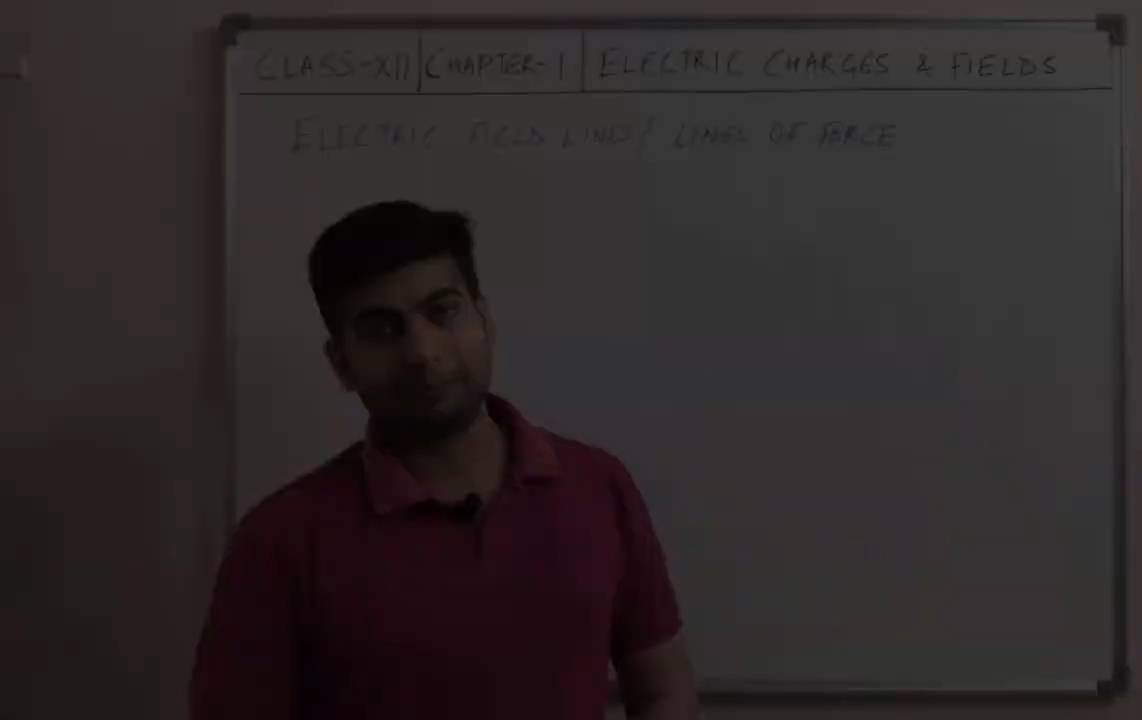 CLASS-XII CHAPTER-1 ELECTRIC CHARGES & FIELDS
ELECTRIC FIELD LINES/ LINES OF FORCE